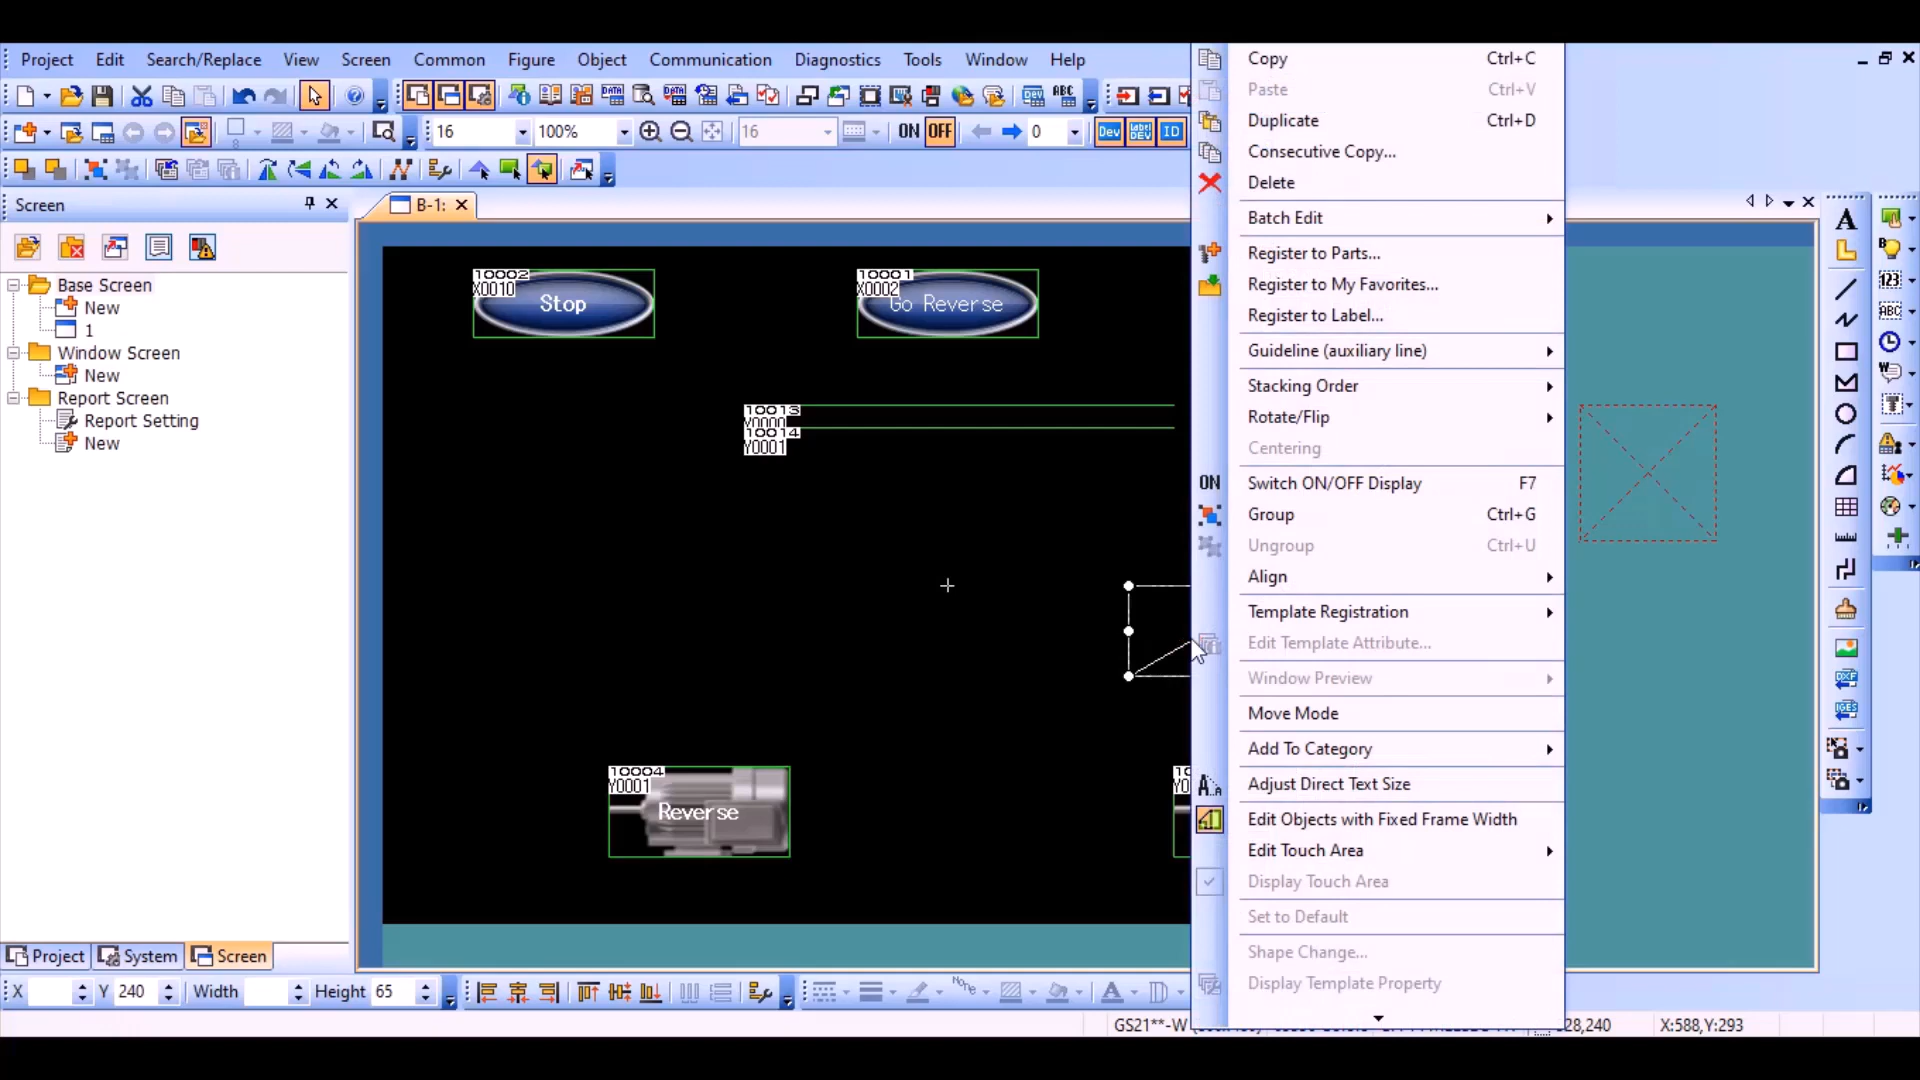 Project Edit Search/Replace View Screen Common Figure Object Communication Diagnostics Tools Window Help
16 100% 16 ON OFF 0 Dev ID
Screen
B-1:
Base Screen
New
1
Window Screen
New
Report Screen
Report Setting
New
10002
X0010
Stop
10001
X0002
Go Reverse
10013
Y0000
10014
Y0001
10004
Y0001
Reverse
Copy Ctrl+C
Paste Ctrl+V
Duplicate Ctrl+D
Consecutive Copy...
Delete
Batch Edit
Register to Parts...
Register to My Favorites...
Register to Label...
Guideline (auxiliary line)
Stacking Order
Rotate/Flip
Centering
ON Switch ON/OFF Display F7
Group Ctrl+G
Ungroup Ctrl+U
Align
Template Registration
Edit Template Attribute...
Window Preview
Move Mode
Add To Category
Adjust Direct Text Size
Edit Objects with Fixed Frame Width
Edit Touch Area
Display Touch Area
Set to Default
Shape Change...
Display Template Property
Project System Screen
X Y 240 Width Height 65
None
GS21**-W
28,240 X:588,Y:293